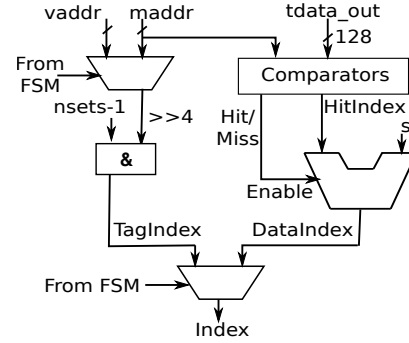 vaddr
maddr
tdata_out
128
From
FSM
Comparators
nsets-1
>>4
Hit/
Miss
HitIndex
s
&
Enable
TagIndex
DataIndex
From FSM
Index